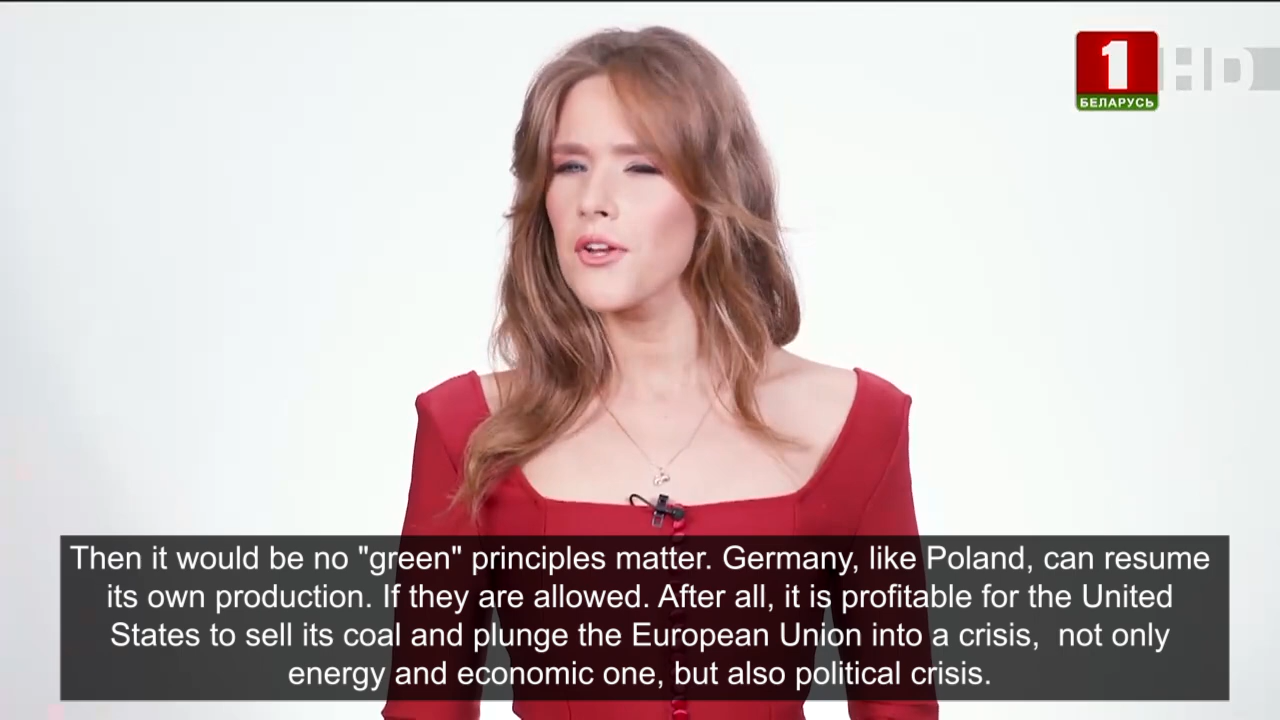 1 HD
БЕЛАРУСЬ
Then it would be no "green" principles matter. Germany, like Poland, can resume
its own production. If they are allowed. After all, it is profitable for the United
States to sell its coal and plunge the European Union into a crisis,  not only
energy and economic one, but also political crisis.